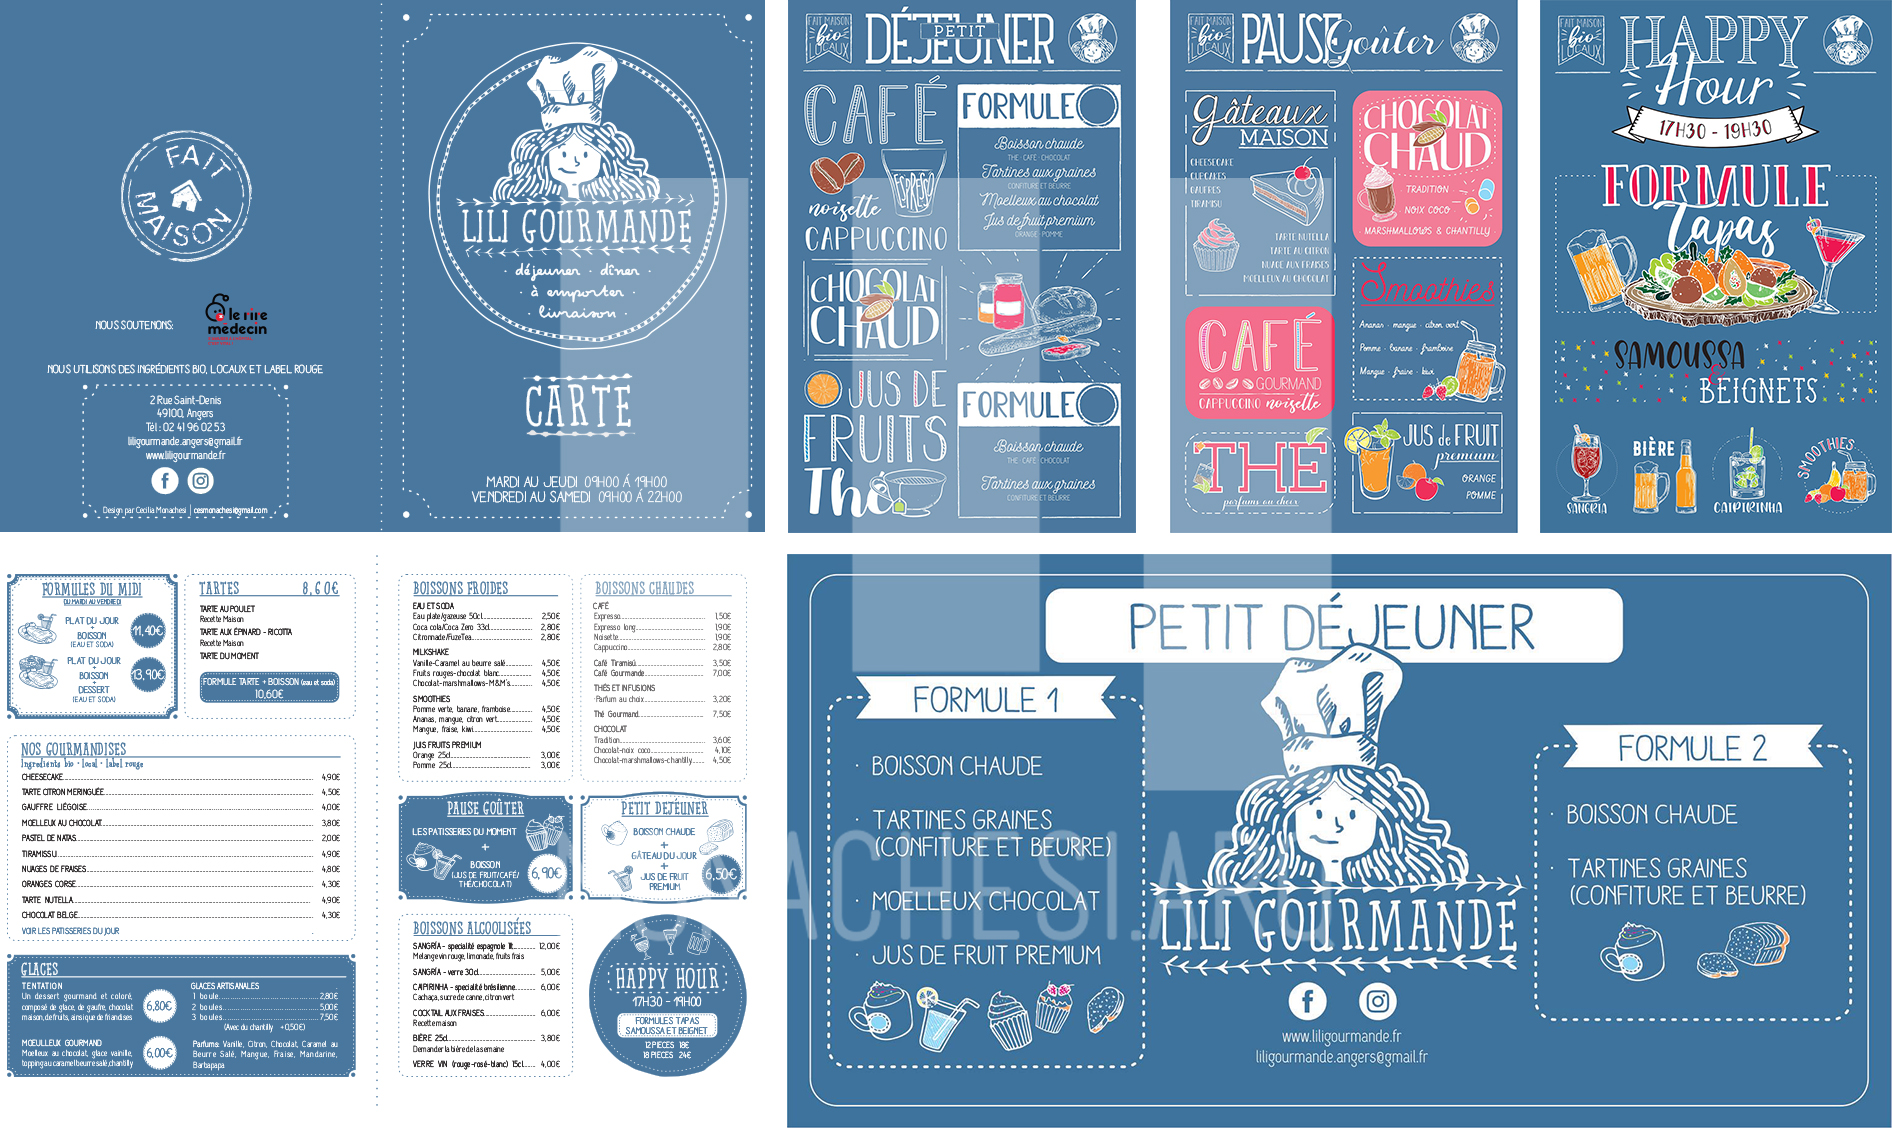 FAIT
MAISON
NOUS SOUTENONS:
le rire
medecin
NOUS UTILISONS DES INGRÉDIENTS BIO, LOCAUX ET LABEL ROUGE
2 Rue Saint-Denis
49100, Angers
Tél : 02 41 96 02 53
liligourmande.angers@gmail.fr
www.liligourmande.fr
Design par Cecilia Monachesi | cesmonachesi@gmail.com
LILI GOURMANDE
déjeuner · dîner ·
· à emporter ·
· livraison ·
CARTE
MARDI AU JEUDI 09H00 Á 19H00
VENDREDI AU SAMEDI 09H00 Á 22H00
FAIT MAISON
bio
LOCAUX
PETIT
DÉJEUNER
CAFÉ
ESPRESO
noisette
CAPPUCCINO
CHOCOLAT
CHAUD
JUS DE
FRUITS
Thé
FORMULE
Boisson chaude
THÉ · CAFÉ · CHOCOLAT
Tartines aux graines
CONFITURE ET BEURRE
Moelleux au chocolat
Jus de fruit premium
ORANGE · POMME
FORMULE
Boisson chaude
THÉ · CAFÉ · CHOCOLAT
Tartines aux graines
CONFITURE ET BEURRE
FAIT MAISON
bio
LOCAUX
PAUSE Goûter
Gâteaux
MAISON
CHEESECAKE
CUPCAKES
GAUFRES
TIRAMISU
TARTE NUTELLA
TARTE AU CITRON
NUAGE AUX FRAISES
MOELLEUX AU CHOCOLAT
CAFÉ
GOURMAND
CAPPUCCINO noisette
THÉ
parfums au choix
CHOCOLAT
CHAUD
TRADITION
NOIX COCO
MARSHMALLOWS & CHANTILLY
Smoothies
Ananas · mangue · citron vert
Pomme · banane · framboise
Mangue · fraise · kiwi
JUS de FRUIT
premium
ORANGE
POMME
FAIT MAISON
bio
LOCAUX
HAPPY
Hour
17H30 - 19H30
FORMULE
Tapas
SAMOUSSA
&
BEIGNETS
SANGRIA
BIÈRE
CAIPIRINHA
SMOOTHIES
FORMULES DU MIDI
DU MARDI AU VENDREDI
PLAT DU JOUR
+
BOISSON
(EAU ET SODA)
11,40€
PLAT DU JOUR
+
BOISSON
+
DESSERT
(EAU ET SODA)
13,90€
TARTES 8,60€
TARTE AU POULET
Recette Maison
TARTE AUX ÉPINARD - RICOTTA
Recette Maison
TARTE DU MOMENT
FORMULE TARTE + BOISSON (eau et soda)
10,60€
NOS GOURMANDISES
Ingredients bio · local · label rouge
CHEESECAKE 4,90€
TARTE CITRON MERINGUÉE 4,50€
GAUFFRE LIÉGOISE 4,00€
MOELLEUX AU CHOCOLAT 3,80€
PASTEL DE NATAS 2,00€
TIRAMISSU 4,90€
NUAGES DE FRAISES 4,80€
ORANGES CORSE 4,30€
TARTE NUTELLA 4,90€
CHOCOLAT BELGE 4,30€
VOIR LES PATISSERIES DU JOUR
GLACES
TENTATION
Un dessert gourmand et coloré,
composé de glace, de gaufre, chocolat
maison, de fruits, ainsi que de friandises
6,80€
MOEULLEUX GOURMAND
Moelleux au chocolat, glace vainille,
topping au caramel beurre salé, chantilly
6,00€
GLACES ARTISANALES
1 boule 2,80€
2 boules 5,00€
3 boules 7,50€
(Avec du chantilly +0,50€)
Parfums: Vanille, Citron, Chocolat, Caramel au
Beurre Salé, Mangue, Fraise, Mandarine,
Barbapapa
BOISSONS FROIDES
EAU ET SODA
Eau plate/gazeuse 50cl 2,50€
Coca cola/Coca Zero 33cl 2,80€
Citronnade/FuzeTea 2,80€
MILKSHAKE
Vanille-Caramel au beurre salé 4,50€
Fruits rouges-chocolat blanc 4,50€
Chocolat-marshmallows-M&M's 4,50€
SMOOTHIES
Pomme verte, banane, framboise 4,50€
Ananas, mangue, citron vert 4,50€
Mangue, fraise, kiwi 4,50€
JUIS FRUITS PREMIUM
Orange 25cl 3,00€
Pomme 25cl 3,00€
BOISSONS CHAUDES
CAFÉ
Expresso 1,50€
Expresso long 1,90€
Noisette 1,90€
Cappuccino 2,80€
Café Tiramisù 3,50€
Café Gourmande 7,00€
THÉS ET INFUSIONS
·Parfum au choix 3,20€
Thé Gourmand 7,50€
CHOCOLAT
Tradition 3,60€
Chocolat-noix coco 4,10€
Chocolat-marshmallows-chantilly 4,50€
PAUSE GOÛTER
LES PATISSERIES DU MOMENT
+
BOISSON
(JUS DE FRUIT/CAFÉ/
THÉ/CHOCOLAT)
6,90€
PETIT DEJÉUNER
BOISSON CHAUDE
+
GÂTEAU DU JOUR
+
JUS DE FRUIT
PREMIUM
6,50€
BOISSONS ALCOOLISÉES
SANGRÍA - specialité espagnole 1lt 12,00€
Melange vin rouge, limonade, fruits frais
SANGRÍA - verre 30cl 5,00€
CAPIRINHA - specialité brésilienne 6,00€
Cachaça, sucre de canne, citron vert
COCKTAIL AUX FRAISES 6,00€
Recette maison
BIÈRE 25cl 3,80€
Demander la bière de la semaine
VERRE VIN (rouge-rosé-blanc) 15cl 4,00€
HAPPY HOUR
17H30 - 19H00
FORMULES TAPAS
SAMOUSSA ET BEIGNET
12 PIECES 18€
18 PIÈCES 24€
PETIT DÉJEUNER
FORMULE 1
· BOISSON CHAUDE
· TARTINES GRAINES
(CONFITURE ET BEURRE)
· MOELLEUX CHOCOLAT
· JUS DE FRUIT PREMIUM
LILI GOURMANDE
www.liligourmande.fr
liligourmande.angers@gmail.fr
FORMULE 2
· BOISSON CHAUDE
· TARTINES GRAINES
(CONFITURE ET BEURRE)